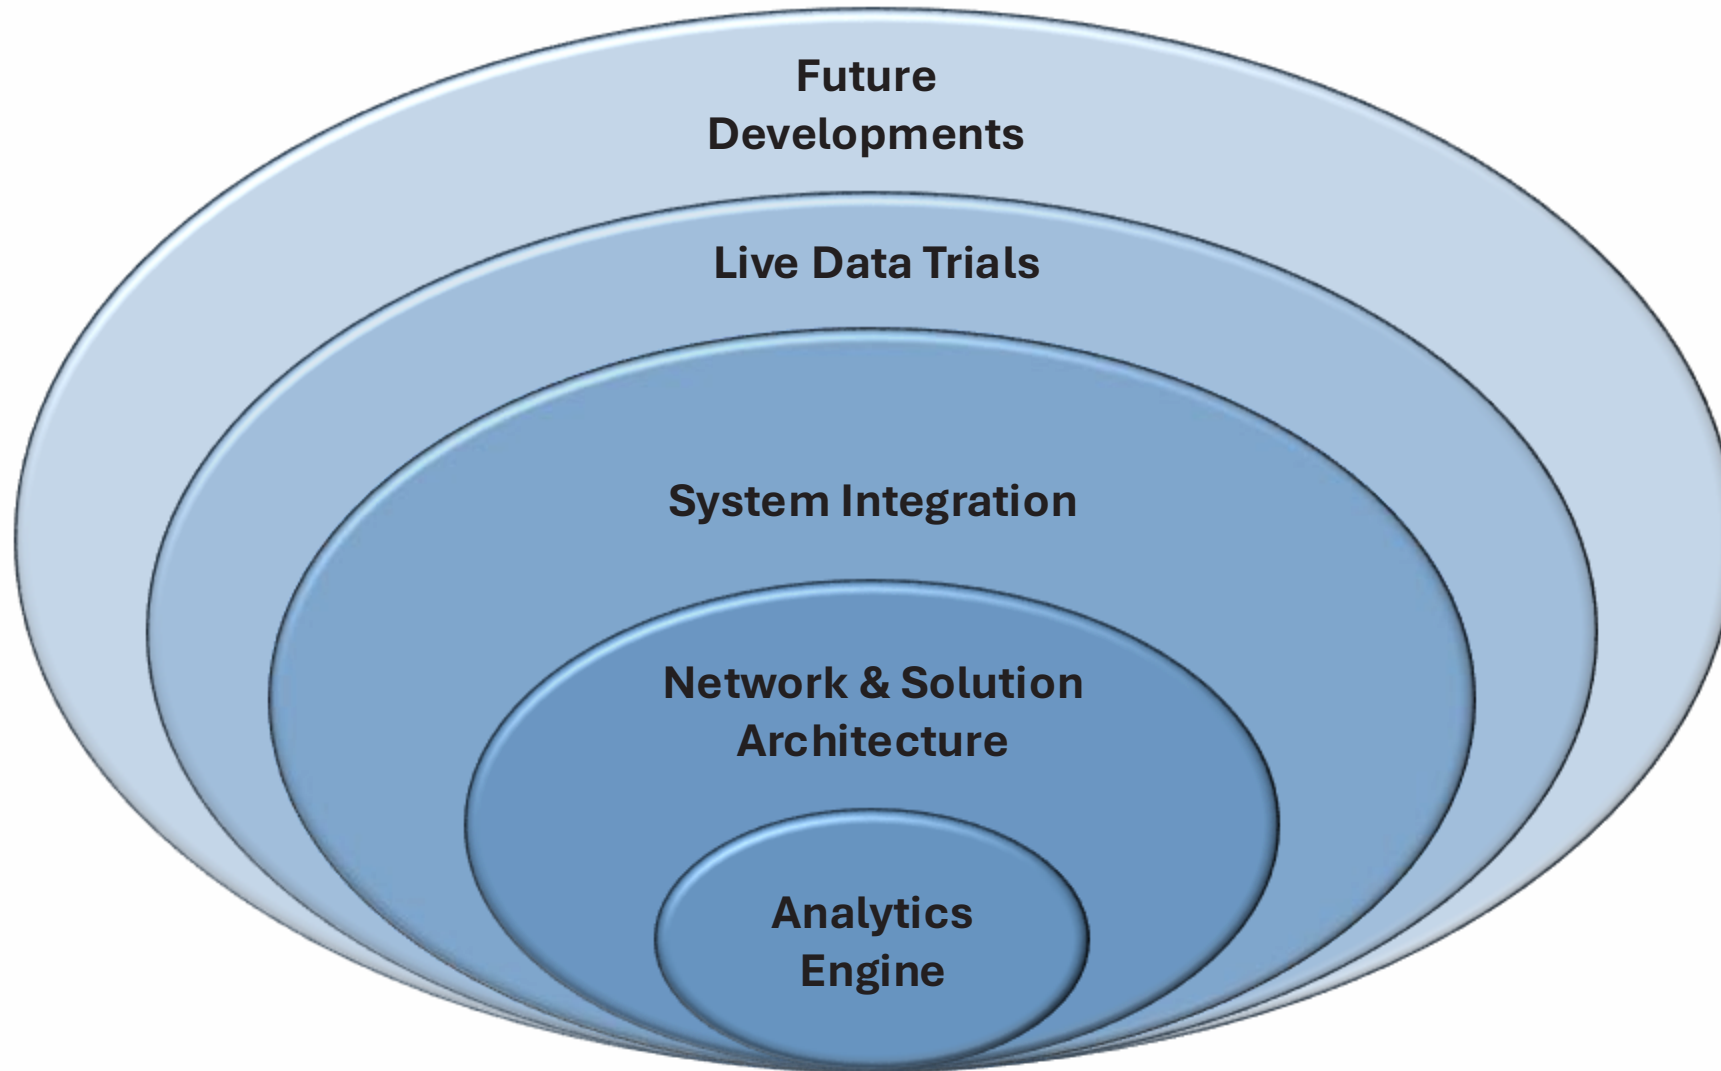 Future
Developments
Live Data Trials
System Integration
Network & Solution
Architecture
Analytics
Engine